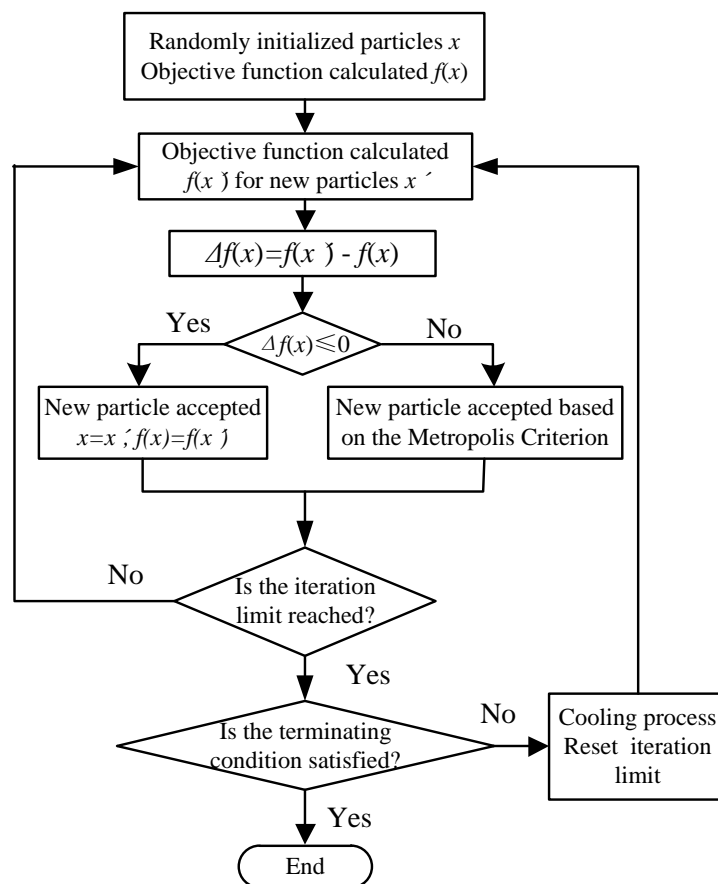 Randomly initialized particles x
Objective function calculated f(x)
Objective function calculated
f(x´) for new particles x´
Δf(x)=f(x´) - f(x)
Yes
Δf(x)≤0
No
New particle accepted
x=x´, f(x)=f(x´)
New particle accepted based
on the Metropolis Criterion
No
Is the iteration
limit reached?
Yes
Is the terminating
condition satisfied?
No
Cooling process
Reset iteration
limit
Yes
End